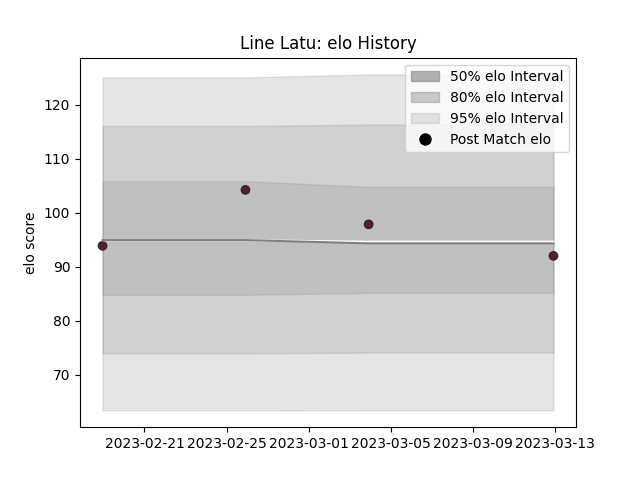 Line Latu: elo History
50% elo Interval
80% elo Interval
95% elo Interval
Post Match elo
elo score
120
110
100
90
80
70
2023-02-21 2023-02-25 2023-03-01 2023-03-05 2023-03-09 2023-03-13